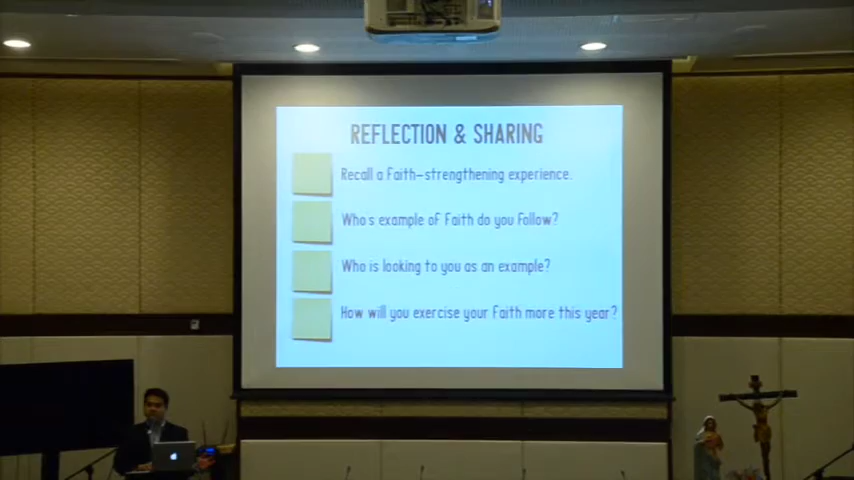 REFLECTION & SHARING
Recall a Faith-strengthening experience.
Who s example of Faith do you Follow?
Who is looking to you as an example?
How will you exercise your Faith more this year?